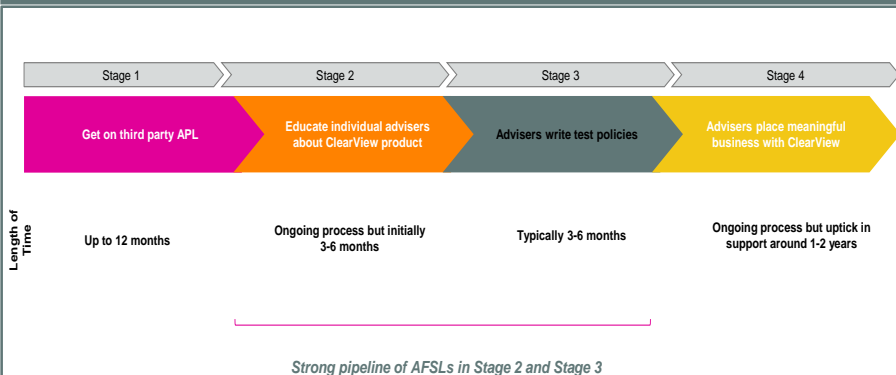 Stage 1
Stage 2
Stage 3
Stage 4
Get on third party APL
Educate individual advisers
about ClearView product
Advisers write test policies
Advisers place meaningful
business with ClearView
Length of
Time
Up to 12 months
Ongoing process but initially
3-6 months
Typically 3-6 months
Ongoing process but uptick in
support around 1-2 years
Strong pipeline of AFSLs in Stage 2 and Stage 3